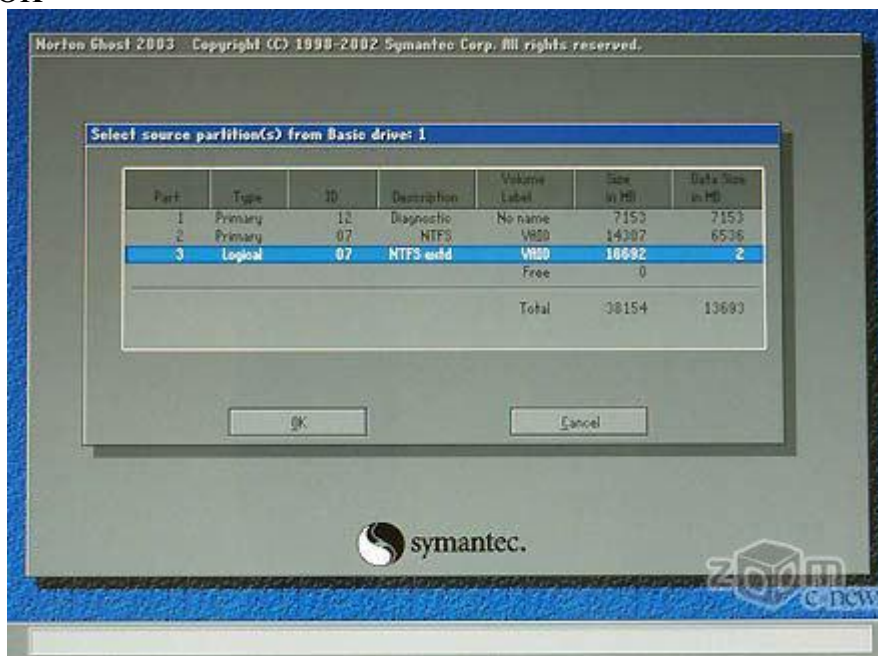 OK
Norton Ghost 2003 Copyright (C) 1998-2002 Symantec Corp. All rights reserved.
Select source partition(s) from Basic drive: 1
Part Type ID Description Volume Label Size in MB Data Size in MB
1 Primary 12 Diagnostic No name 7153 7153
2 Primary 07 NTFS 14307 6536
3 Logical 07 NTFS extd 16692 2
Free 0
Total 38154 13693
OK Cancel
symantec.
zoom
c.new